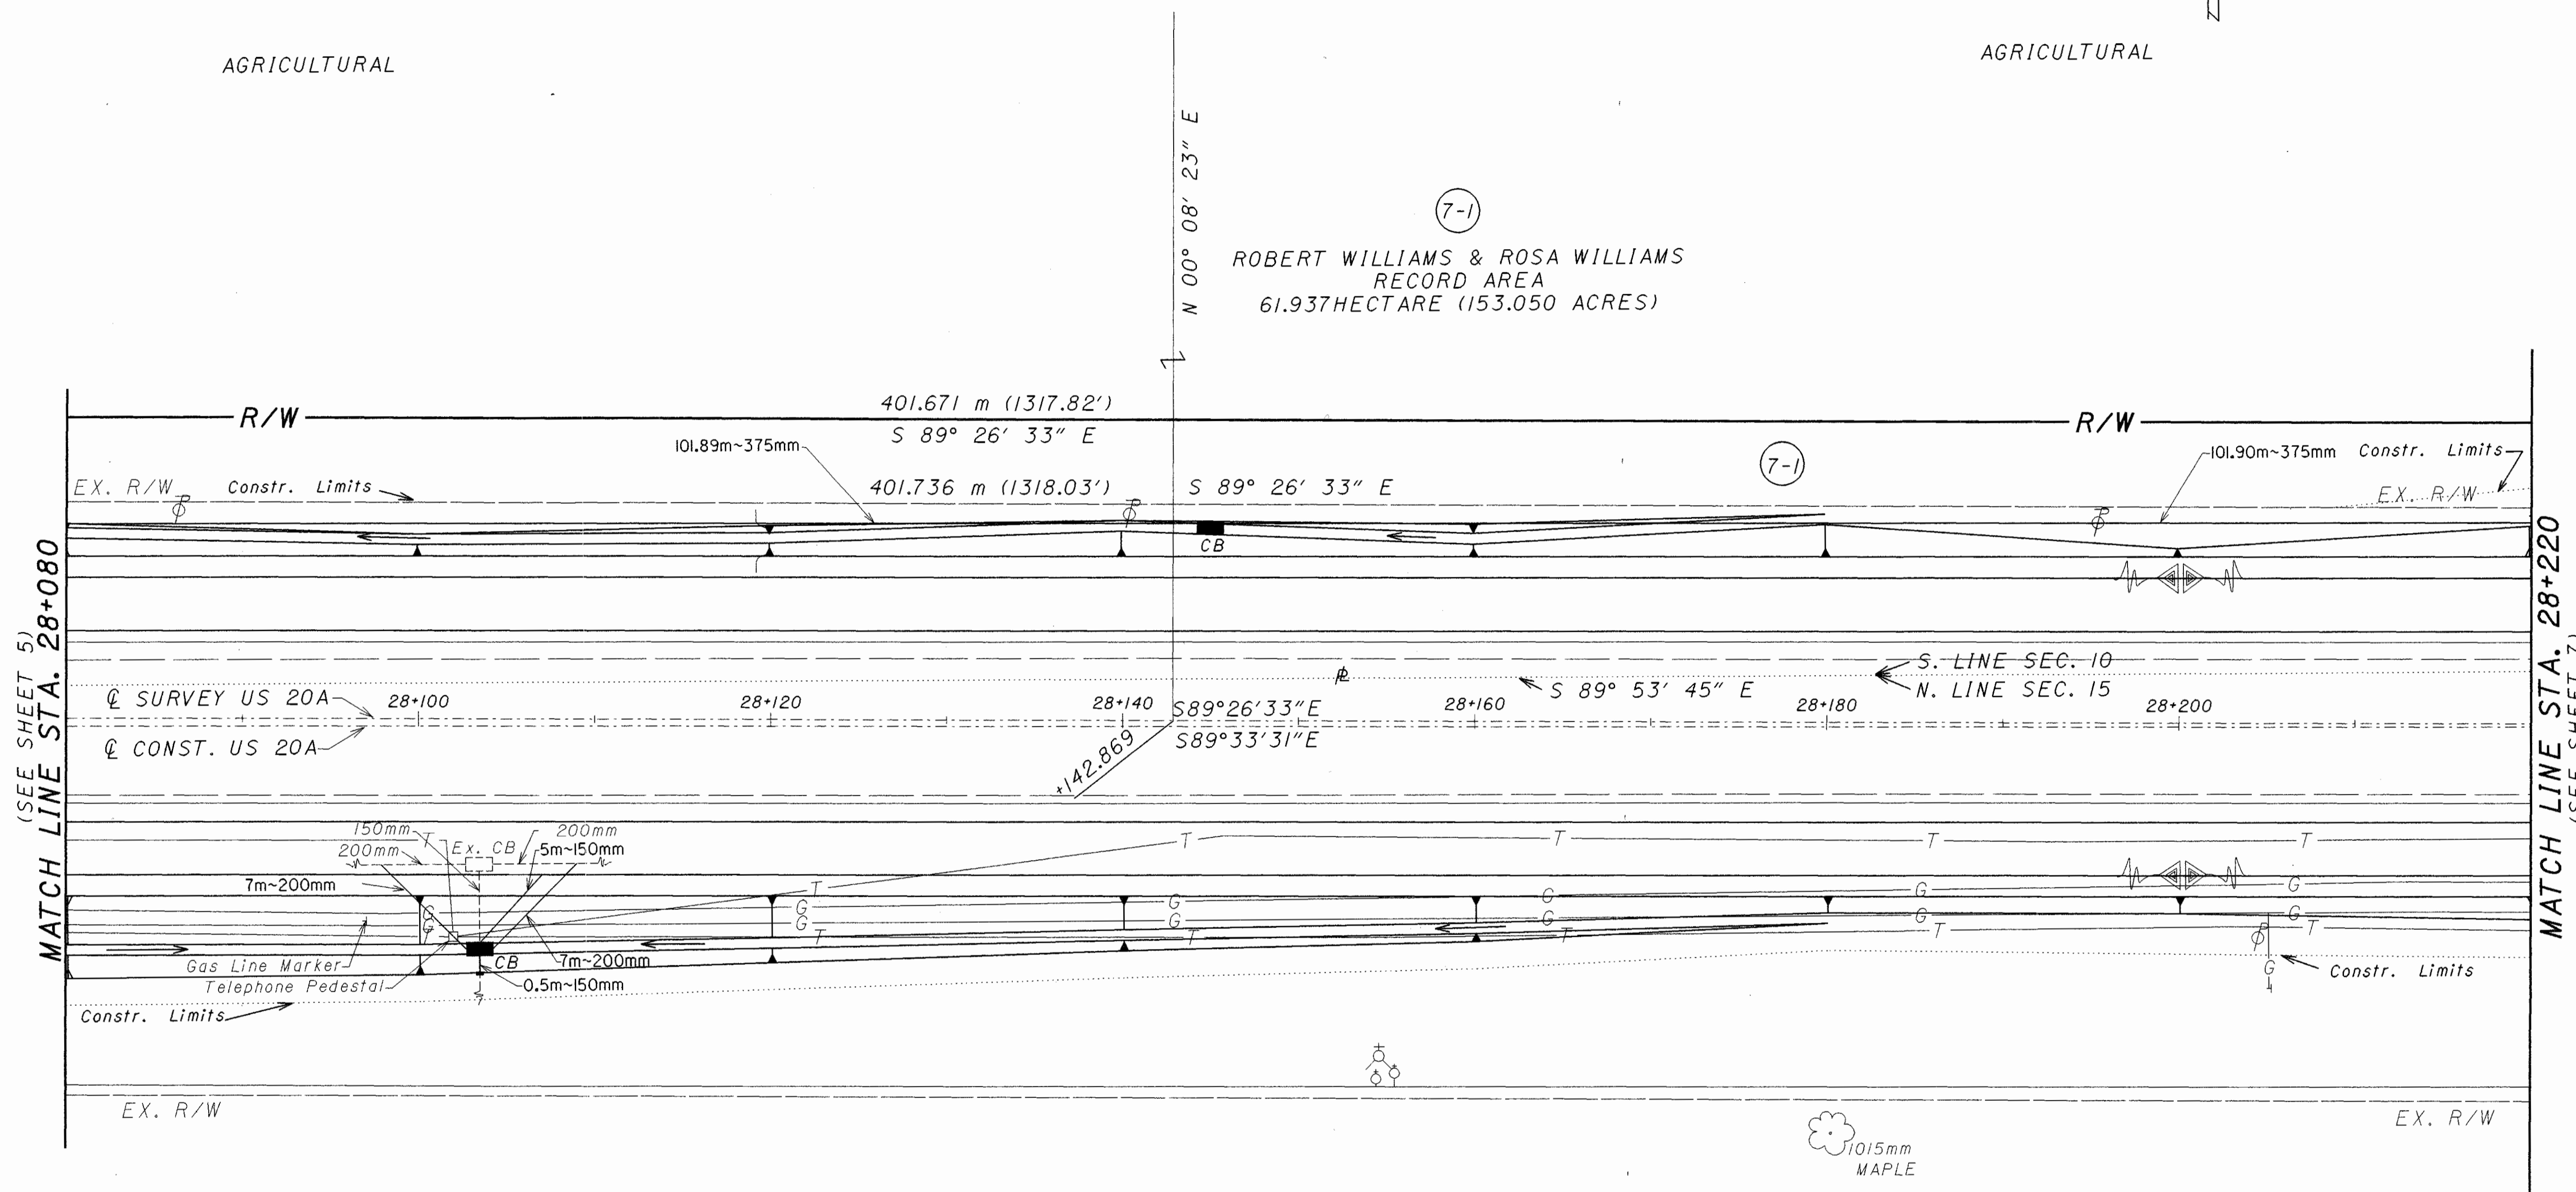 AGRICULTURAL
AGRICULTURAL
N 00° 08' 23" E
7-1
ROBERT WILLIAMS & ROSA WILLIAMS
RECORD AREA
61.937HECTARE (153.050 ACRES)
R/W
401.671 m (1317.82')
S 89° 26' 33" E
R/W
101.89m~375mm
7-1
101.90m~375mm
Constr. Limits
EX. R/W
Constr. Limits
401.736 m (1318.03')
S 89° 26' 33" E
EX. R/W
P
P
P
CB
MATCH LINE STA. 28+080
(SEE SHEET 5)
MATCH LINE STA. 28+220
(SEE SHEET 7)
S. LINE SEC. 10
N. LINE SEC. 15
PL
S 89° 53' 45" E
CL SURVEY US 20A
28+100
28+120
28+140
S89°26'33"E
28+160
28+180
28+200
CL CONST. US 20A
S89°33'31"E
+142.869
150mm
T
200mm
Ex. CB
200mm
5m~150mm
7m~200mm
T
T
T
T
T
G
G
G
G
G
G
G
G
G
G
G
G
T
T
T
T
T
P
Gas Line Marker
CB
7m~200mm
Telephone Pedestal
0.5m~150mm
Constr. Limits
G
Constr. Limits
EX. R/W
EX. R/W
1015mm
MAPLE